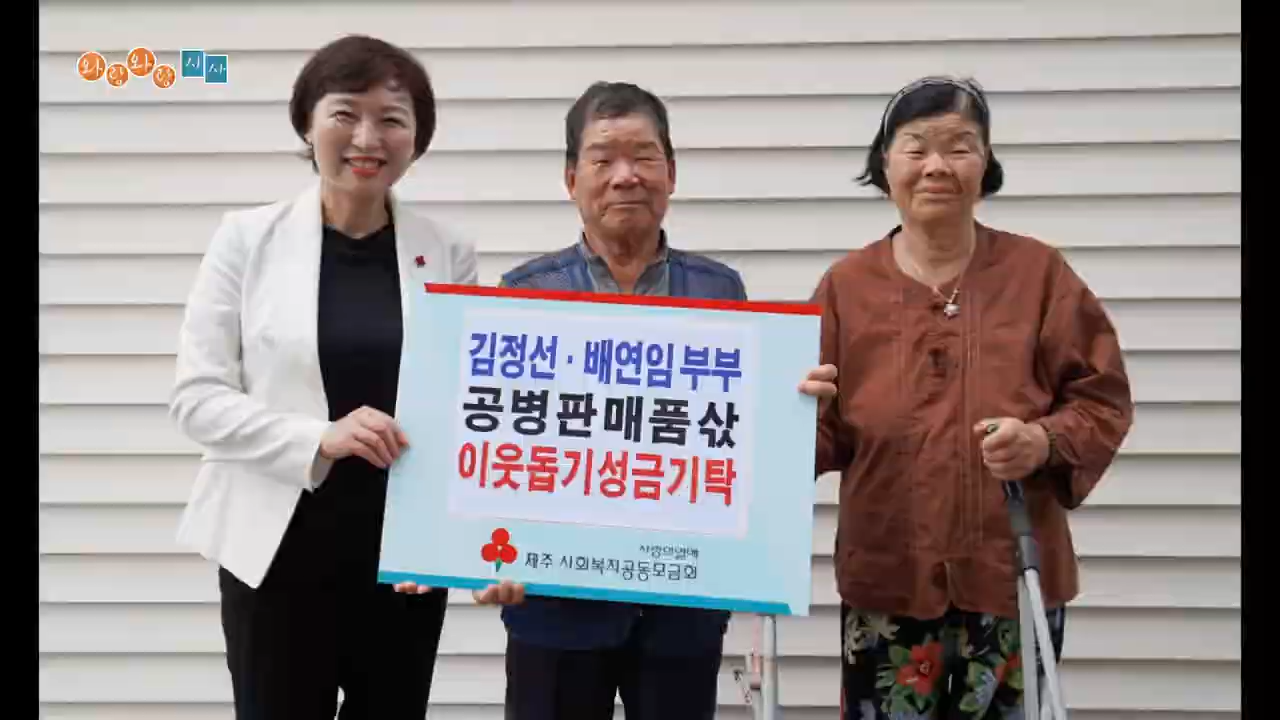 와랑와랑 시사
김정선·배연임 부부
공병판매품삯
이웃돕기성금기탁
사랑의열매
제주 사회복지공동모금회